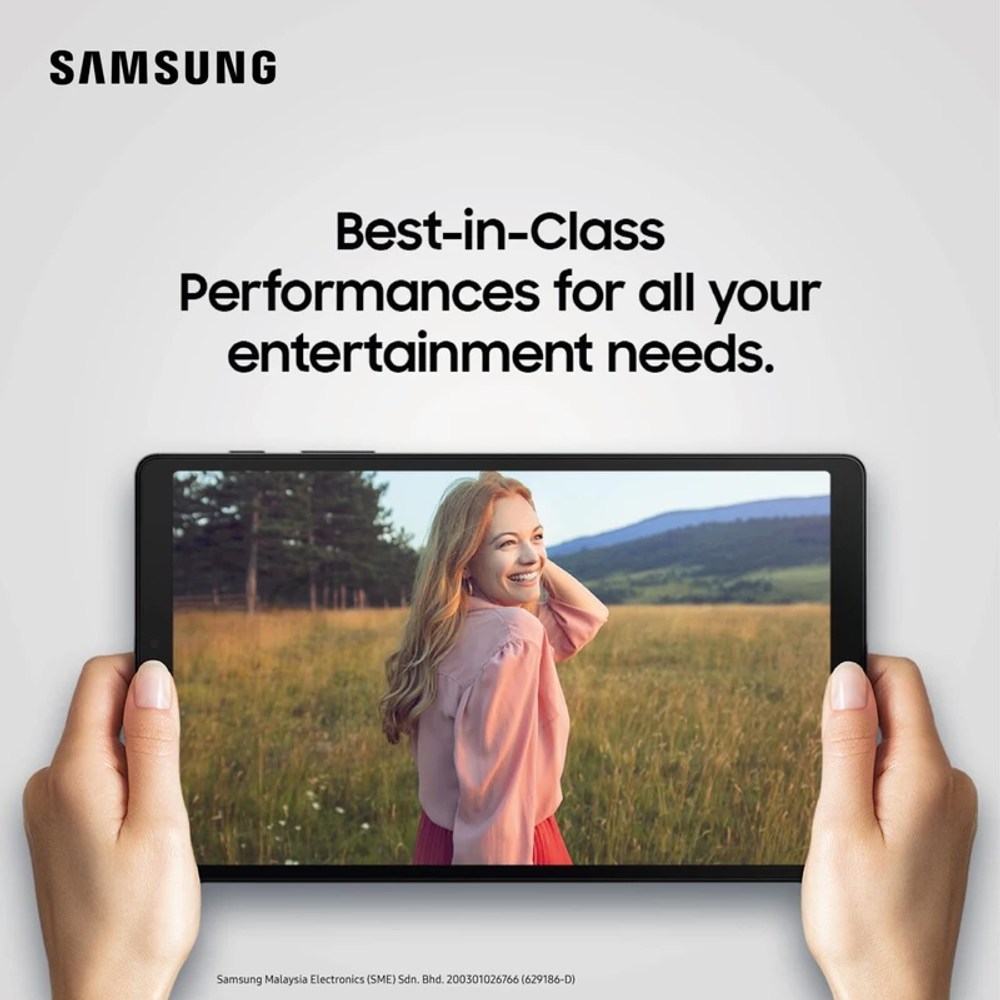 SAMSUNG
Best-in-Class
Performances for all your
entertainment needs.
Samsung Malaysia Electronics (SME) Sdn. Bhd. 200301026766 (629186-D)